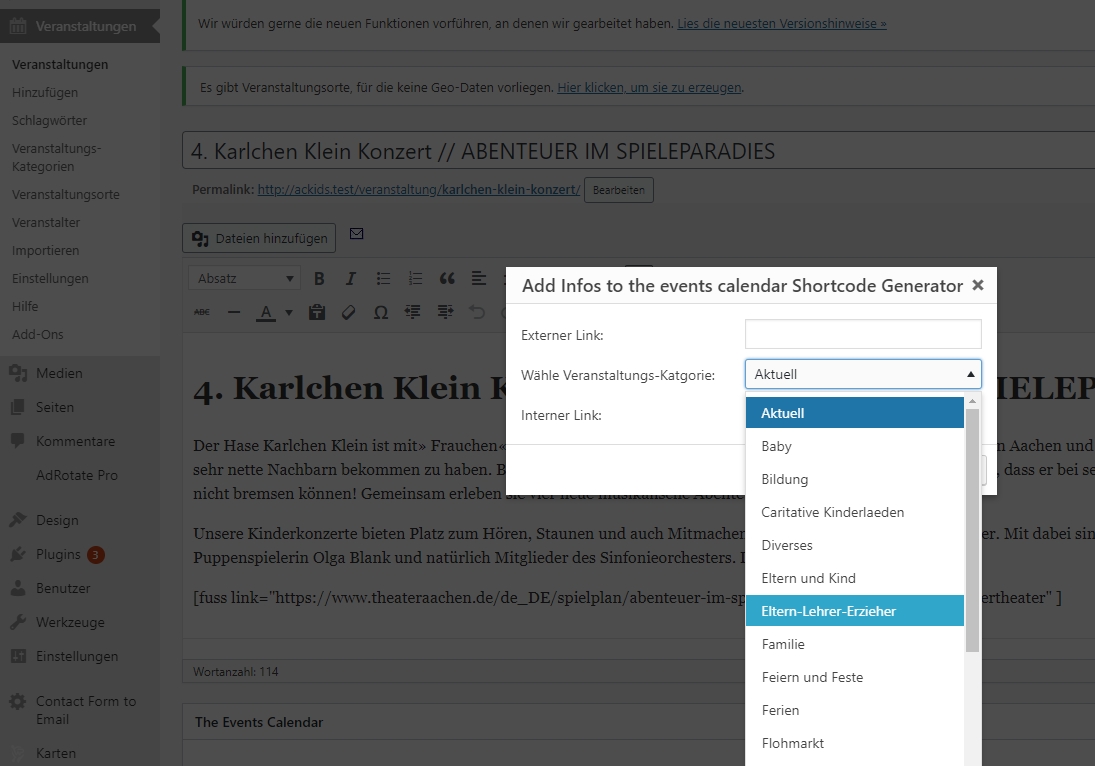 Veranstaltungen
Veranstaltungen
Hinzufügen
Schlagwörter
Veranstaltungs-
Kategorien
Veranstaltungsorte
Veranstalter
Importieren
Einstellungen
Hilfe
Add-Ons
Medien
Seiten
Kommentare
AdRotate Pro
Design
Plugins 3
Benutzer
Werkzeuge
Einstellungen
Contact Form to
Email
Karten
Wir würden gerne die neuen Funktionen vorführen, an denen wir gearbeitet haben. Lies die neuesten Versionshinweise »
Es gibt Veranstaltungsorte, für die keine Geo-Daten vorliegen. Hier klicken, um sie zu erzeugen.
4. Karlchen Klein Konzert // ABENTEUER IM SPIELEPARADIES
Permalink: http://ackids.test/veranstaltung/karlchen-klein-konzert/ Bearbeiten
Dateien hinzufügen
Absatz
4. Karlchen Klein
Der Hase Karlchen Klein ist mit» Frauchen« n Aachen und
sehr nette Nachbarn bekommen zu haben. B , dass er bei se
nicht bremsen können! Gemeinsam erleben sie vier neue musikalische Abente
Unsere Kinderkonzerte bieten Platz zum Hören, Staunen und auch Mitmachen er. Mit dabei sin
Puppenspielerin Olga Blank und natürlich Mitglieder des Sinfonieorchesters.
[fuss link="https://www.theateraachen.de/de_DE/spielplan/abenteuer-im-sp ertheater" ]
Wortanzahl: 114
The Events Calendar
Add Infos to the events calendar Shortcode Generator ×
Externer Link:
Wähle Veranstaltungs-Katgorie: Aktuell
Interner Link:
Aktuell
Baby
Bildung
Caritative Kinderlaeden
Diverses
Eltern und Kind
Eltern-Lehrer-Erzieher
Familie
Feiern und Feste
Ferien
Flohmarkt